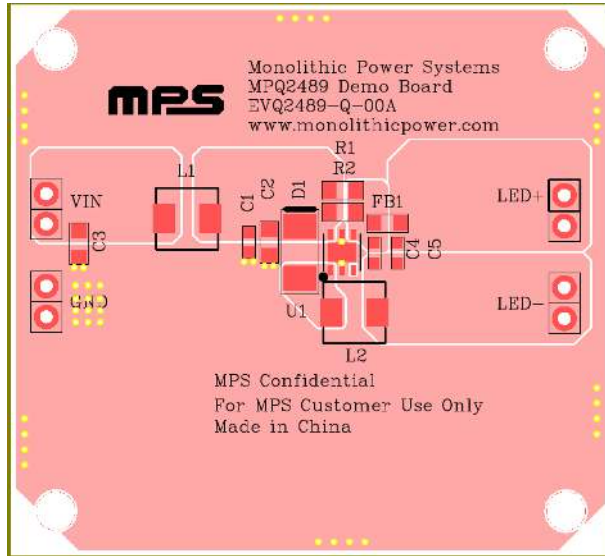 Monolithic Power Systems
MPQ2489 Demo Board
EVQ2489-Q-00A
www.monolithicpower.com
mps
R1
R2
L1
VIN
C3
C1
C2
D1
FB1
C4
C5
LED+
GND
U1
L2
LED-
MPS Confidential
For MPS Customer Use Only
Made in China